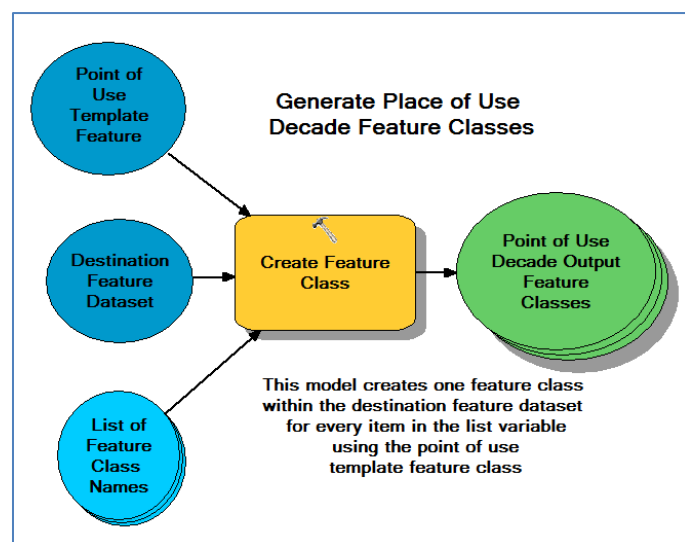 Point of
Use
Template
Feature
Generate Place of Use
Decade Feature Classes
Destination
Feature
Dataset
Create Feature
Class
Point of Use
Decade Output
Feature
Classes
List of
Feature
Class
Names
This model creates one feature class
within the destination feature dataset
for every item in the list variable
using the point of use
template feature class